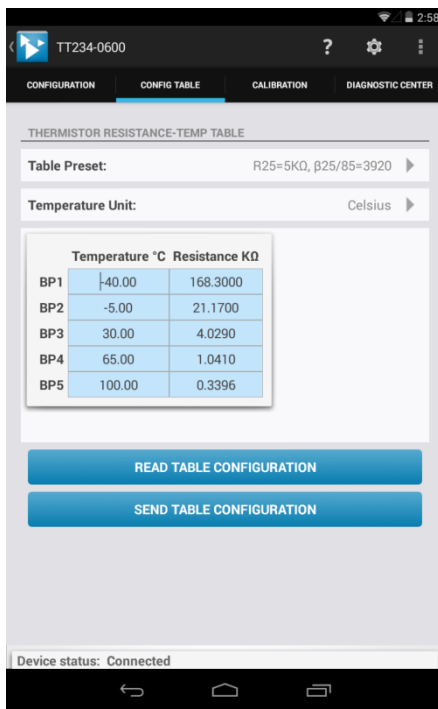 2:58
TT234-0600 ?
CONFIGURATION CONFIG TABLE CALIBRATION DIAGNOSTIC CENTER
THERMISTOR RESISTANCE-TEMP TABLE
Table Preset: R25=5KΩ, β25/85=3920
Temperature Unit: Celsius
Temperature °C Resistance KΩ
BP1 -40.00 168.3000
BP2 -5.00 21.1700
BP3 30.00 4.0290
BP4 65.00 1.0410
BP5 100.00 0.3396
READ TABLE CONFIGURATION
SEND TABLE CONFIGURATION
Device status: Connected